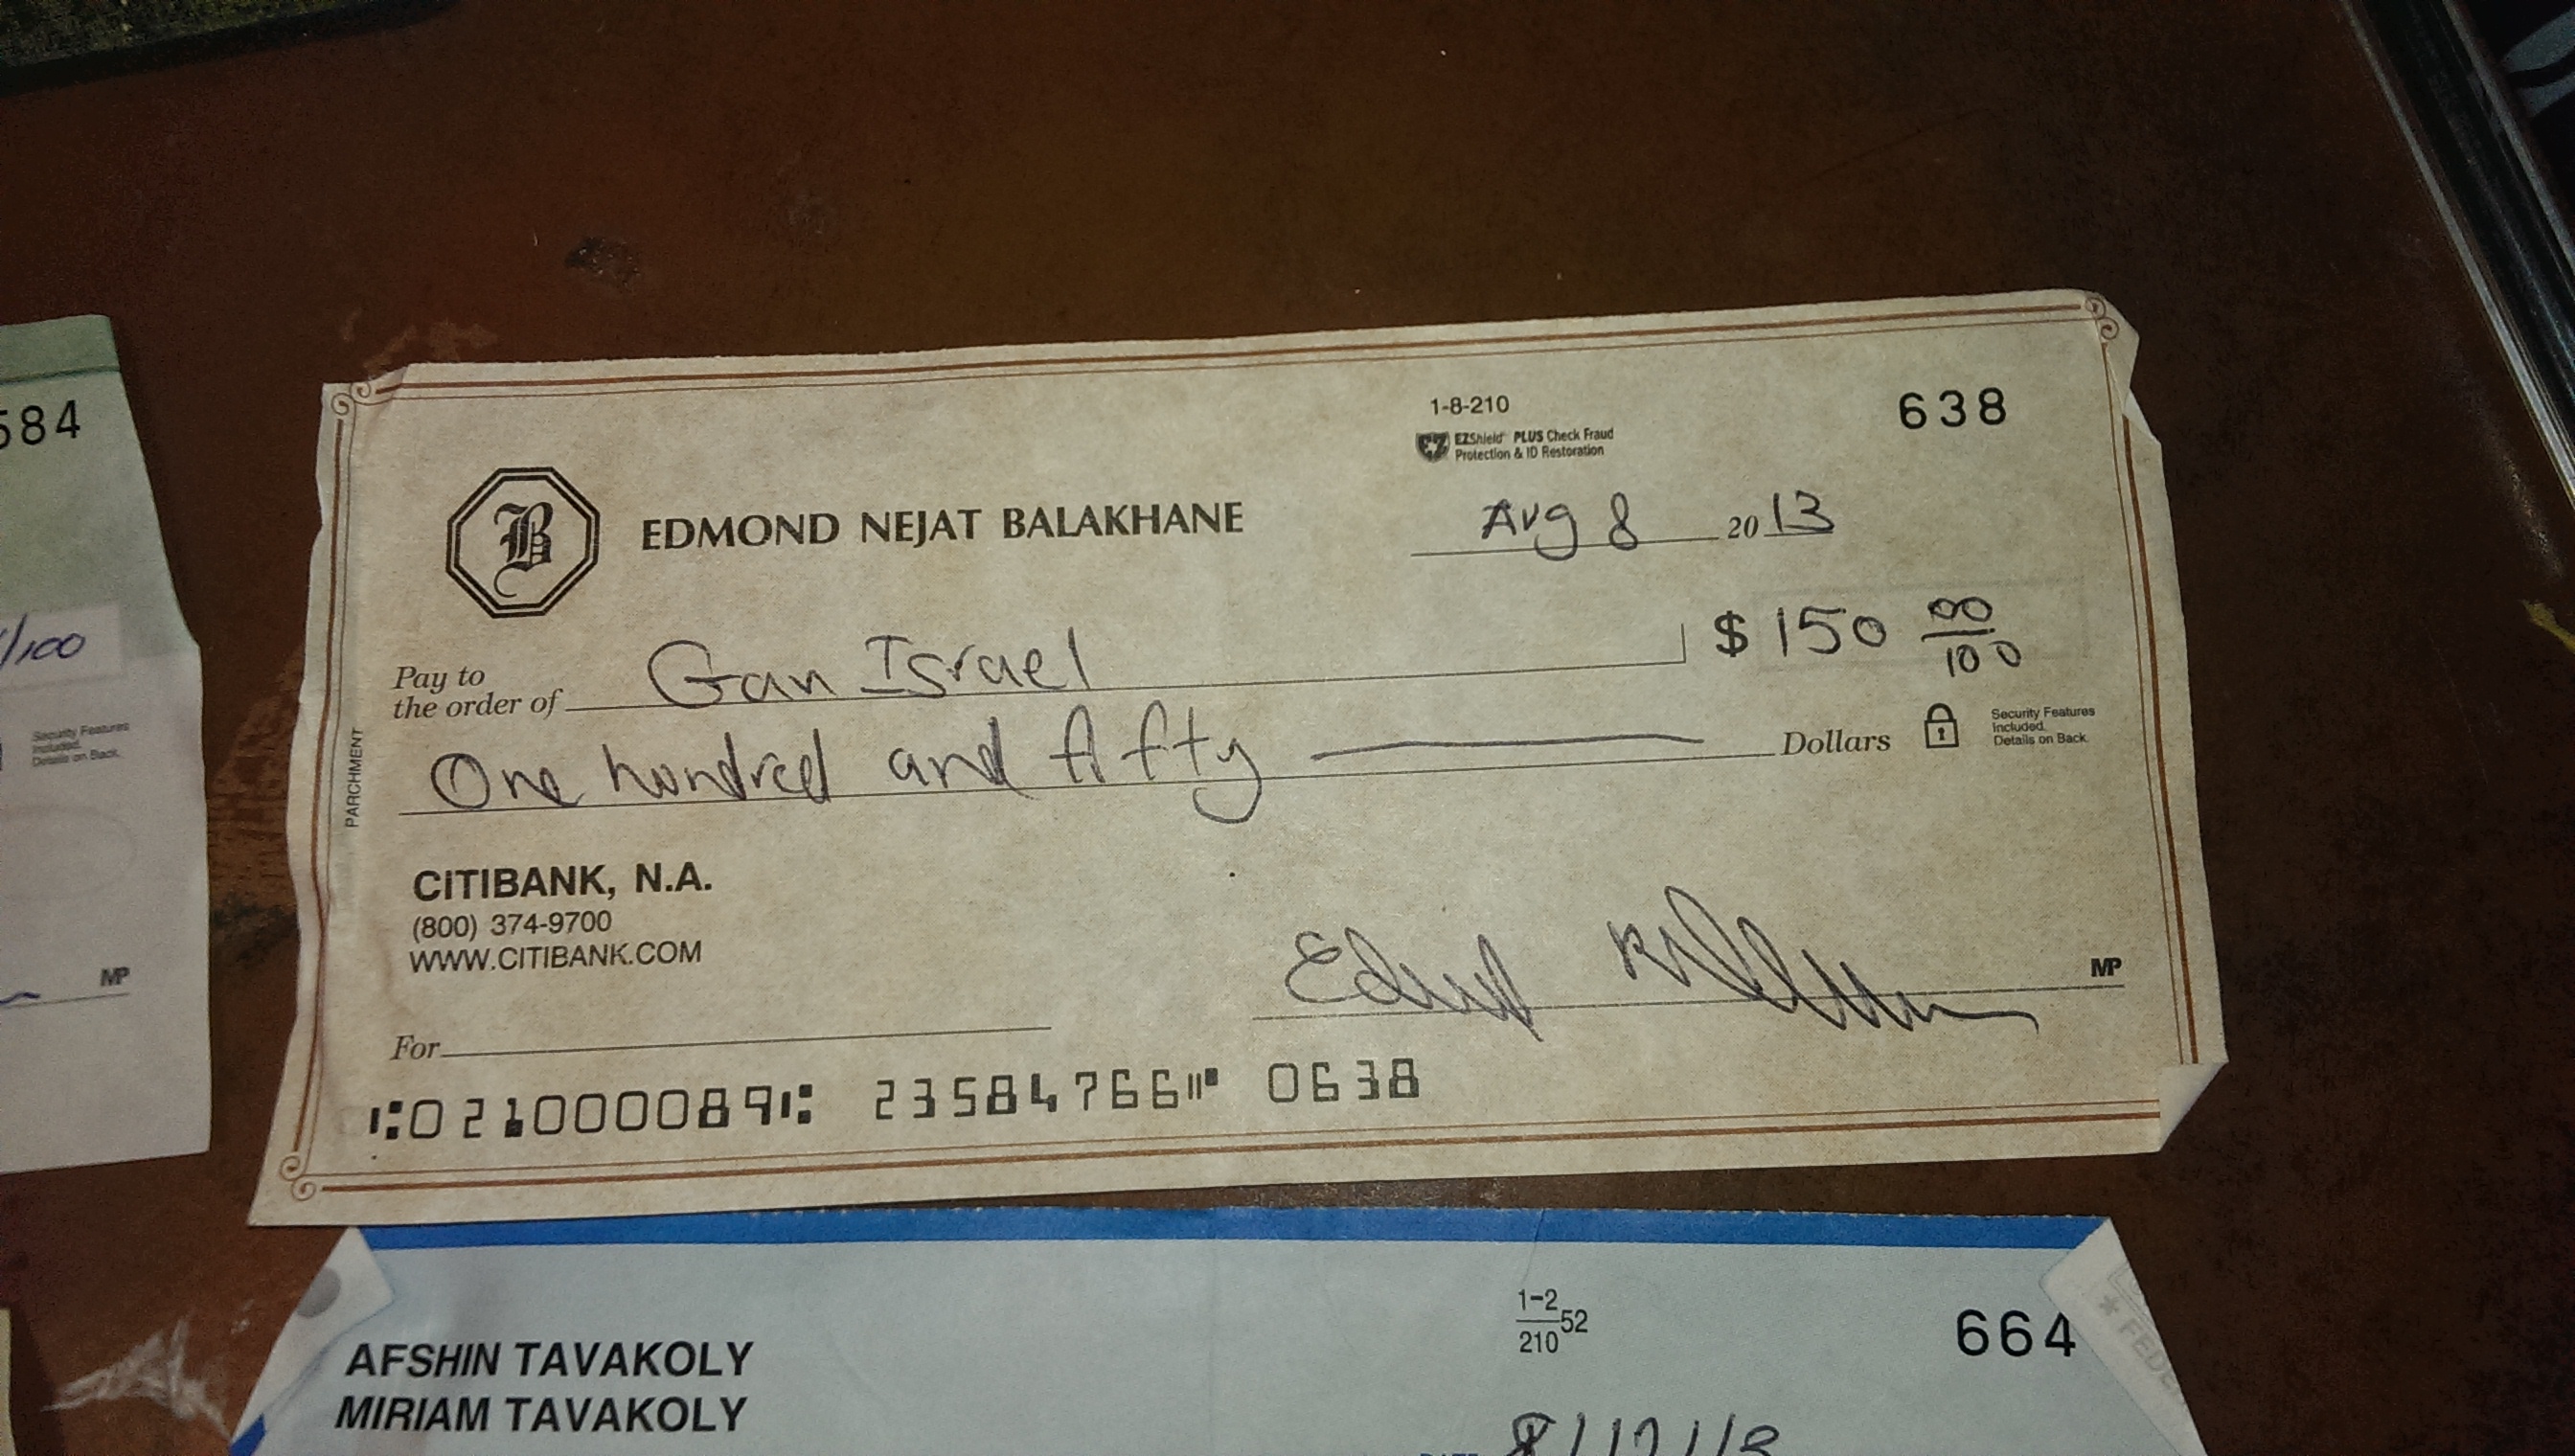 584
/100
Security Features
Included.
Details on Back.
MP
1-8-210
638
EZShield PLUS Check Fraud
Protection & ID Restoration
B
EDMOND NEJAT BALAKHANE
Aug 8 2013
Pay to
the order of Gan Israel $ 150 00/100
One hundred and fifty Dollars
Security Features
Included.
Details on Back.
PARCHMENT
CITIBANK, N.A.
(800) 374-9700
WWW.CITIBANK.COM
Edmond
MP
For
⑆021000089⑆ 23584766⑈ 0638
1-2
210 52
664
AFSHIN TAVAKOLY
MIRIAM TAVAKOLY